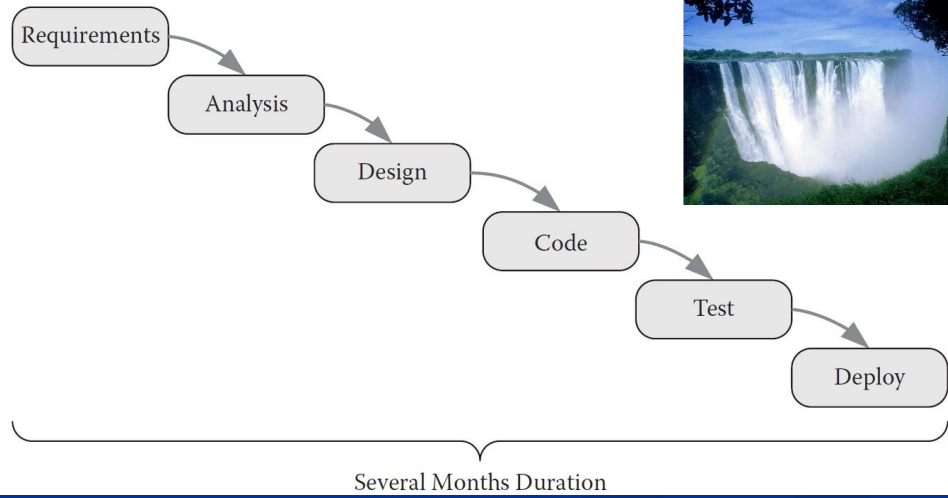 Requirements
Analysis
Design
Code
Test
Deploy
Several Months Duration